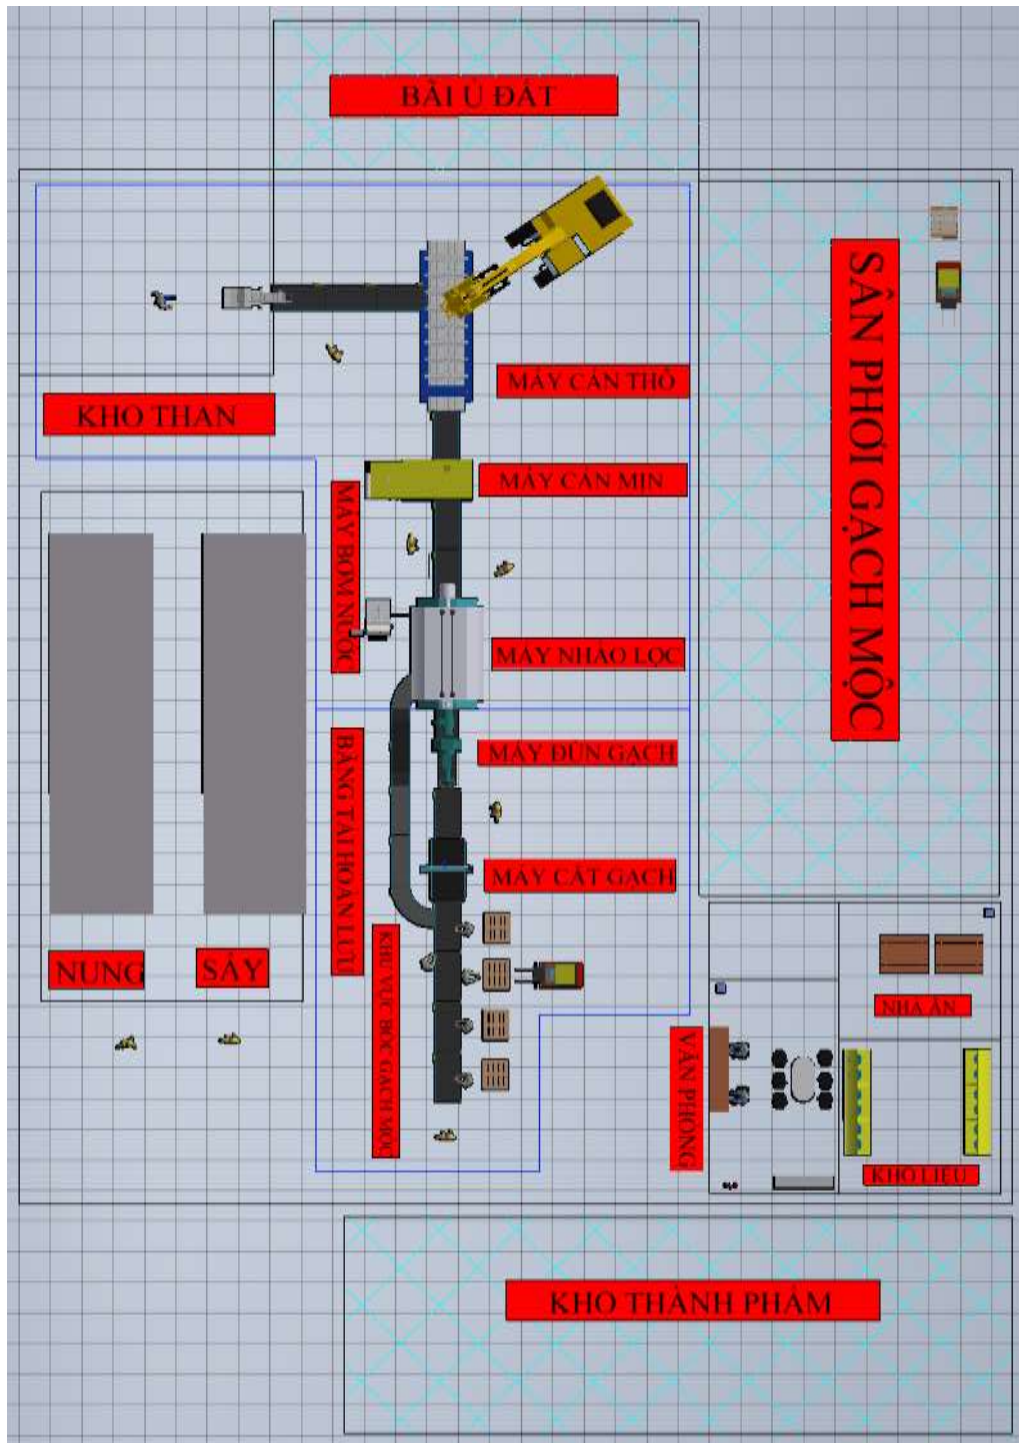 BÃI Ủ ĐẤT
SÂN PHƠI GẠCH MỘC
MÁY CÁN THÔ
KHO THAN
MÁY CÁN MỊN
MÁY BƠM NƯỚC
MÁY NHÀO LỌC
MÁY ĐÙN GẠCH
BĂNG TẢI HOÀN LƯU
MÁY CẮT GẠCH
KHU VỰC BỐC GẠCH MỘC
NUNG
SẤY
NHÀ ĂN
VĂN PHÒNG
KHO LIỆU
KHO THÀNH PHẨM